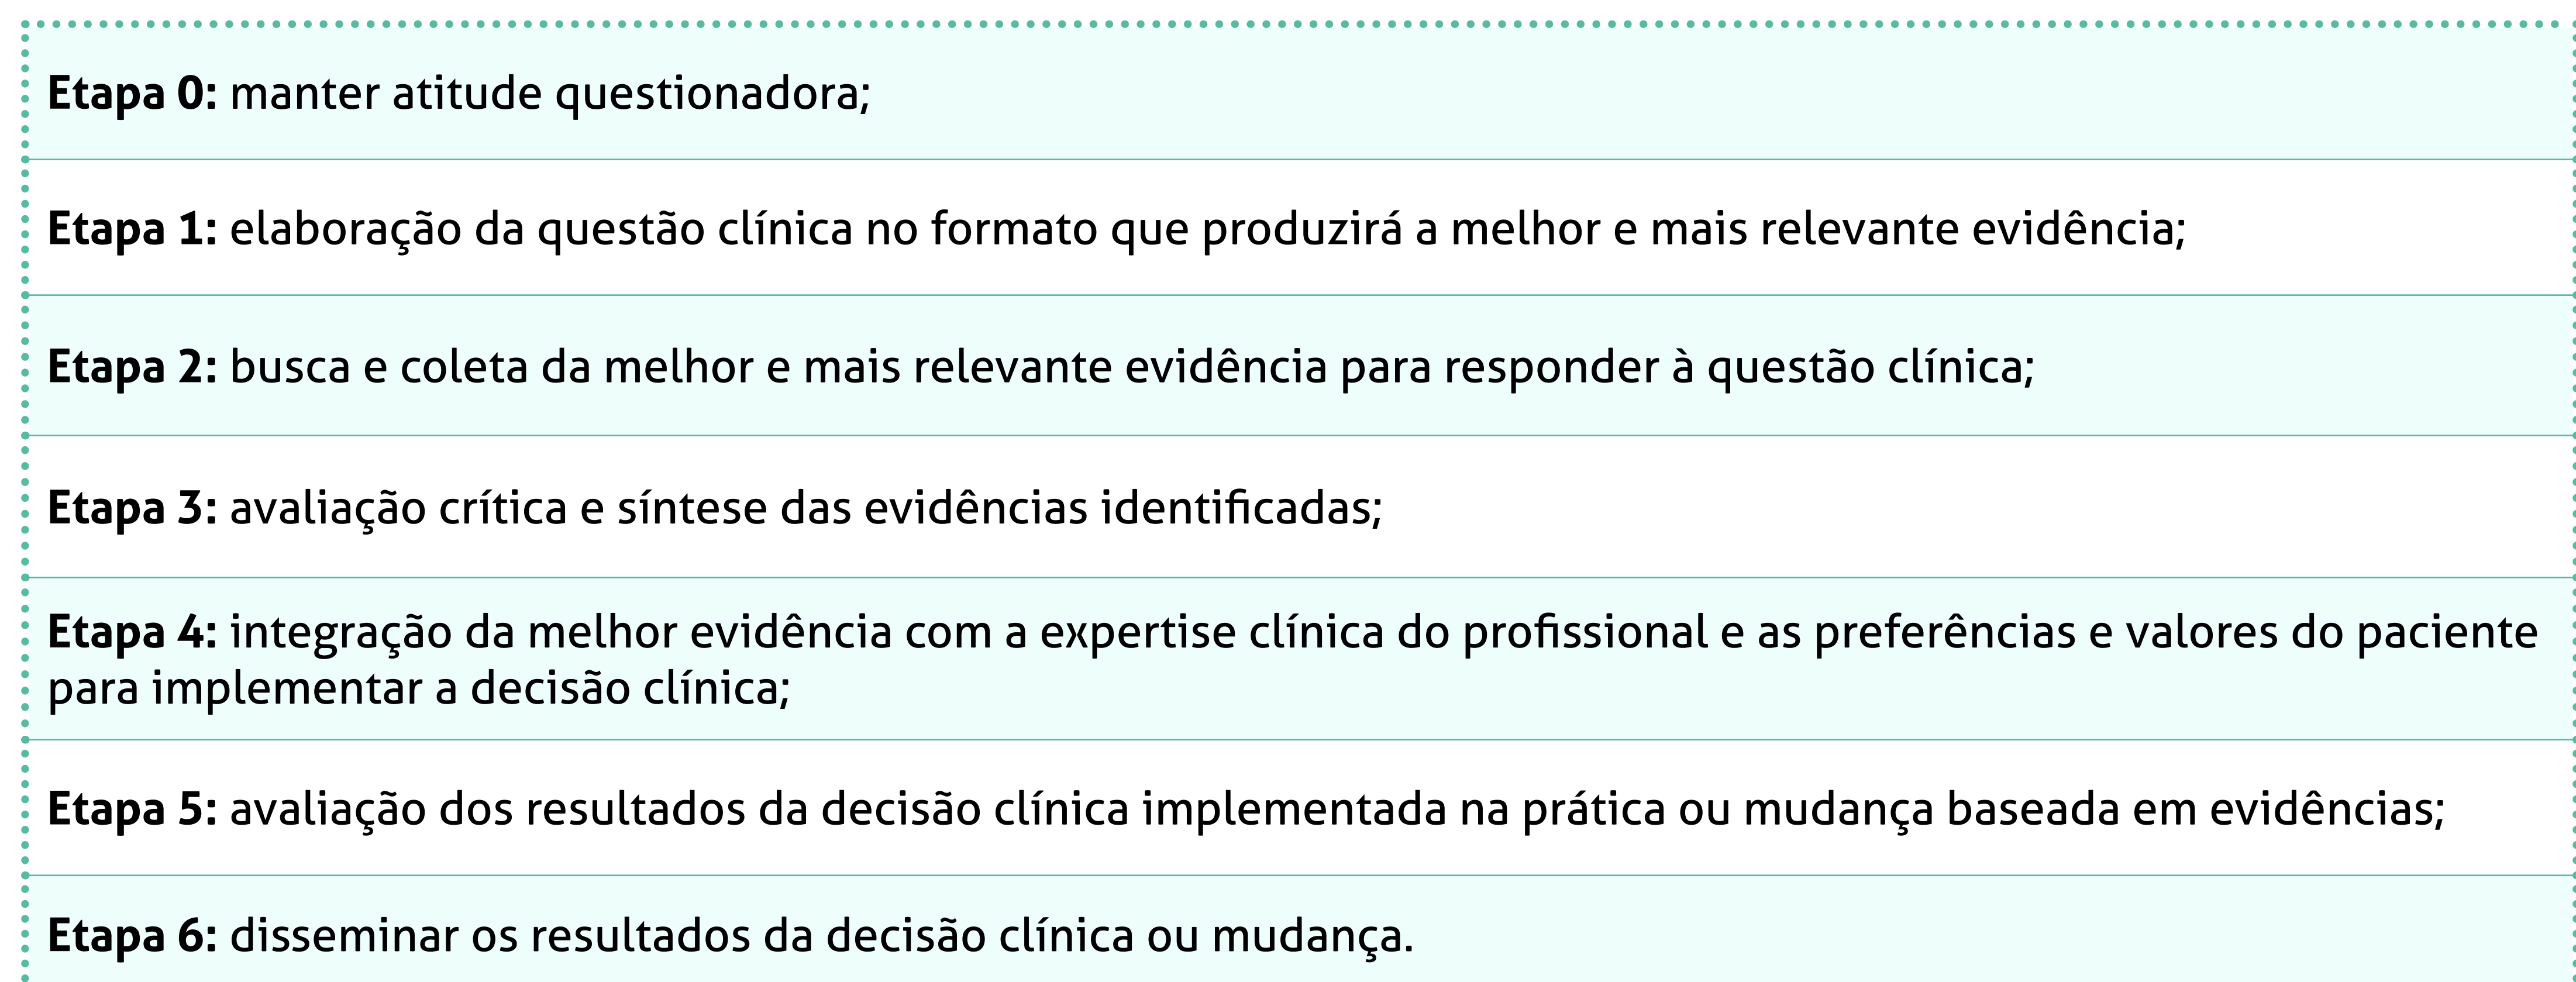 Etapa 0: manter atitude questionadora;
Etapa 1: elaboração da questão clínica no formato que produzirá a melhor e mais relevante evidência;
Etapa 2: busca e coleta da melhor e mais relevante evidência para responder à questão clínica;
Etapa 3: avaliação crítica e síntese das evidências identificadas;
Etapa 4: integração da melhor evidência com a expertise clínica do profissional e as preferências e valores do paciente
para implementar a decisão clínica;
Etapa 5: avaliação dos resultados da decisão clínica implementada na prática ou mudança baseada em evidências;
Etapa 6: disseminar os resultados da decisão clínica ou mudança.